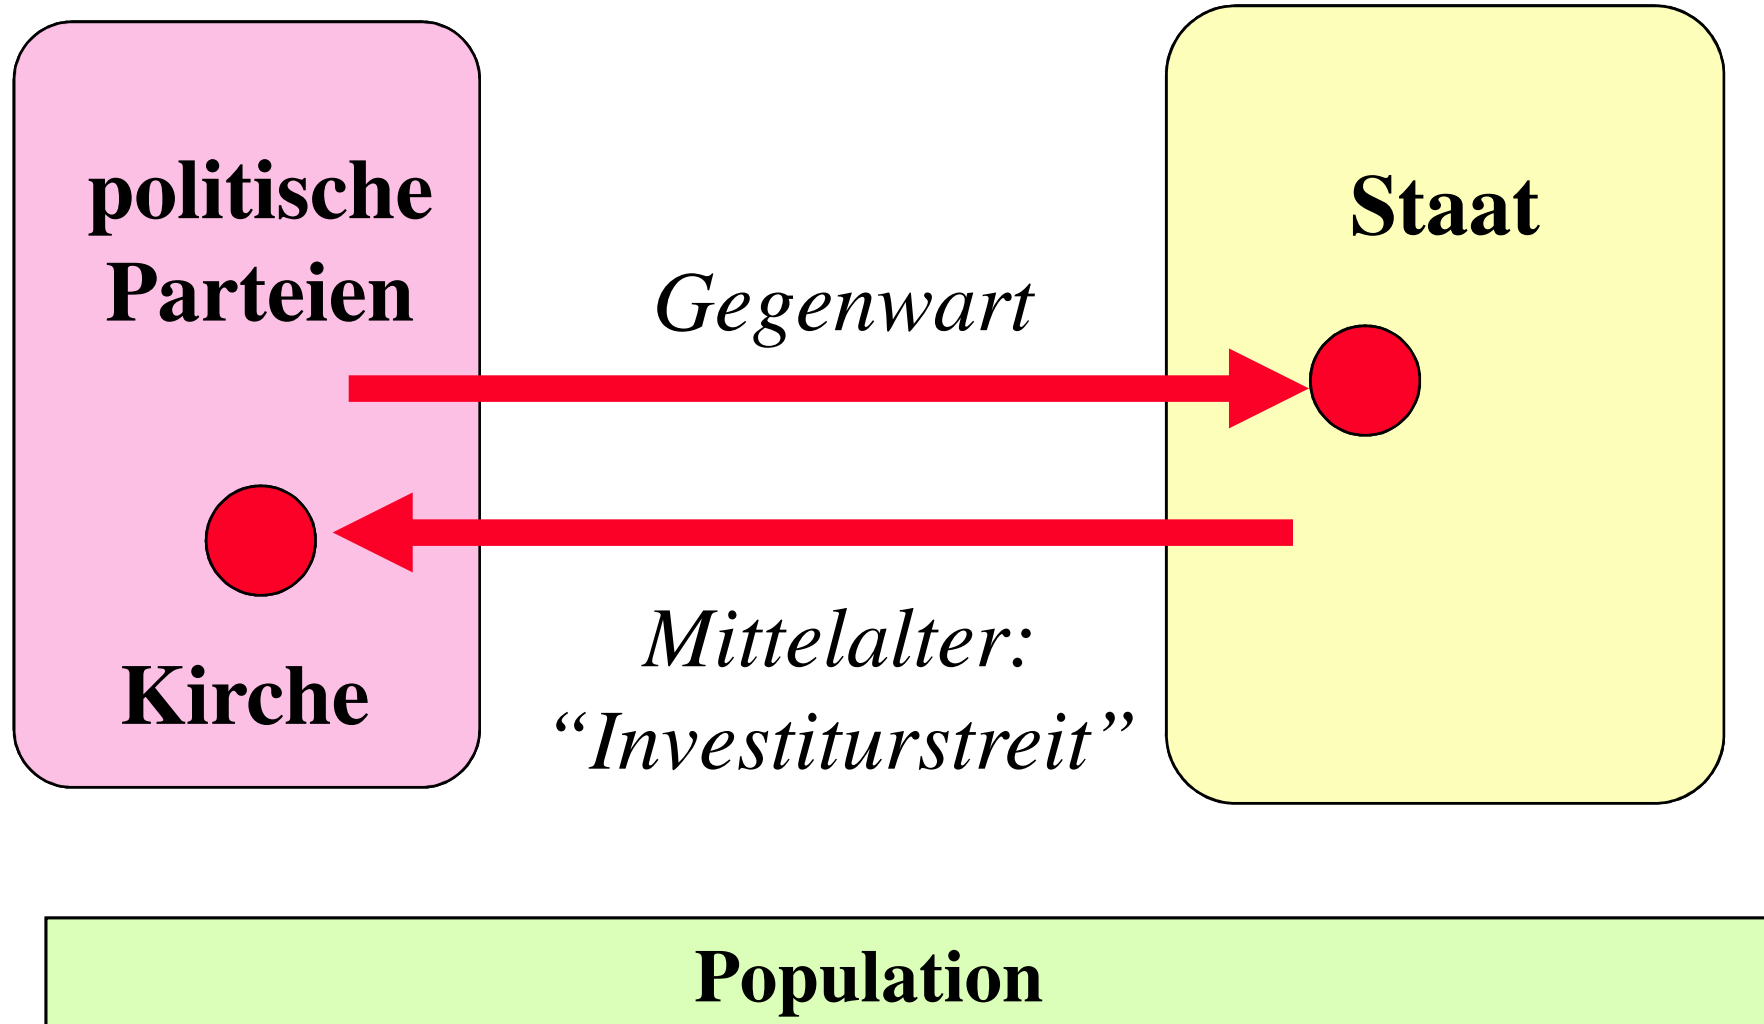 politische
Parteien
Staat
Gegenwart
Mittelalter:
“Investiturstreit”
Kirche
Population